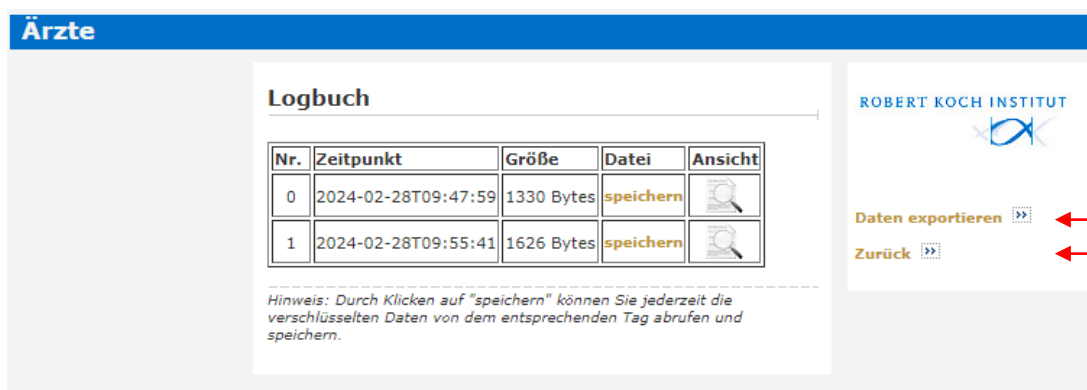 Ärzte
Logbuch
Nr. Zeitpunkt Größe Datei Ansicht
0 2024-02-28T09:47:59 1330 Bytes speichern
1 2024-02-28T09:55:41 1626 Bytes speichern
Hinweis: Durch Klicken auf "speichern" können Sie jederzeit die
verschlüsselten Daten von dem entsprechenden Tag abrufen und
speichern.
ROBERT KOCH INSTITUT
Daten exportieren
Zurück